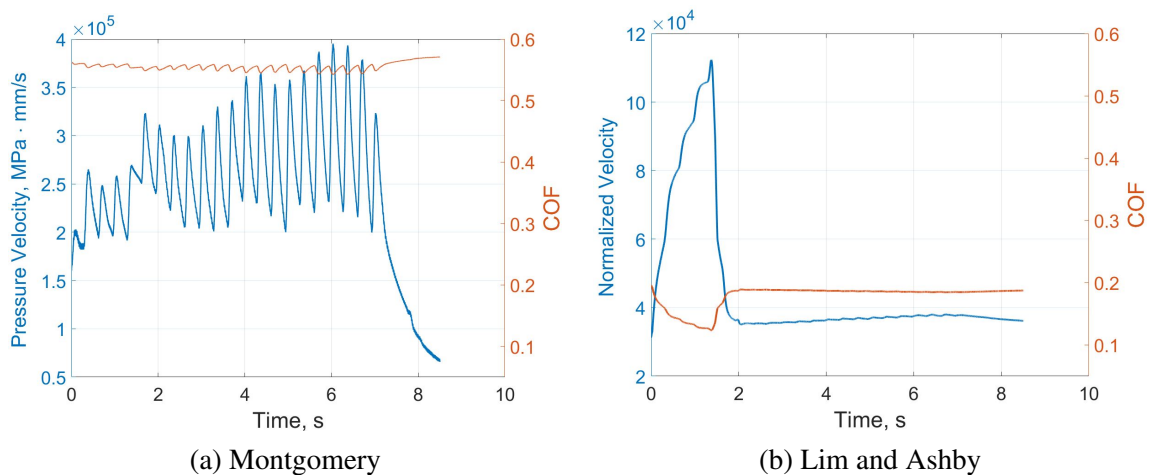 × 10^5
4
3.5
3
2.5
2
1.5
1
0.5
Pressure Velocity, MPa · mm/s
0.6
0.5
0.4
0.3
0.2
0.1
COF
0 2 4 6 8 10
Time, s
(a) Montgomery
× 10^4
12
10
8
6
4
2
Normalized Velocity
0.6
0.5
0.4
0.3
0.2
0.1
COF
0 2 4 6 8 10
Time, s
(b) Lim and Ashby